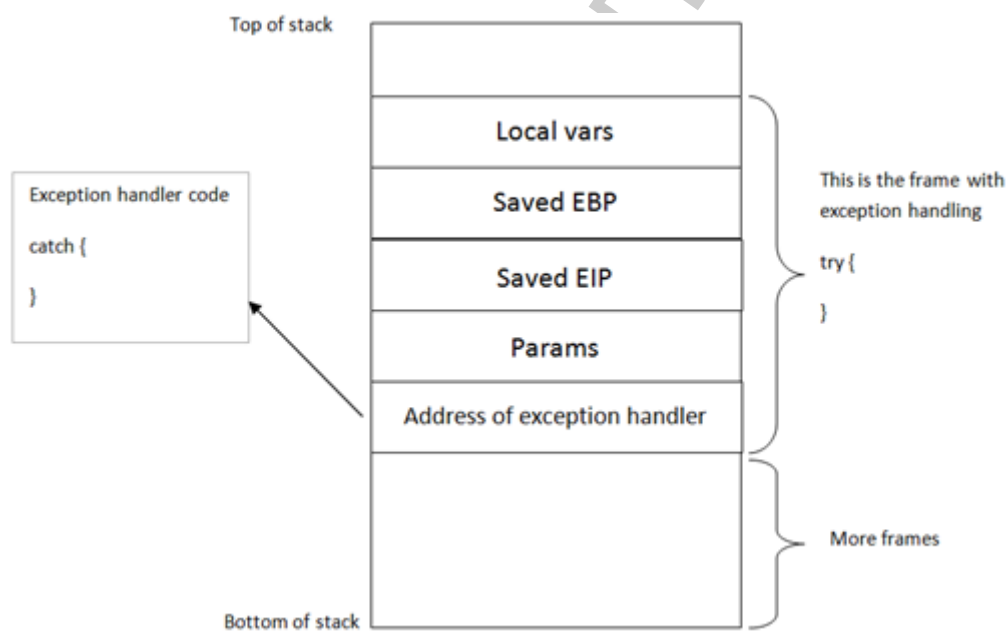 Top of stack
Local vars
Saved EBP
Saved EIP
Params
Address of exception handler
Bottom of stack
Exception handler code
catch {
}
This is the frame with
exception handling
try {
}
More frames